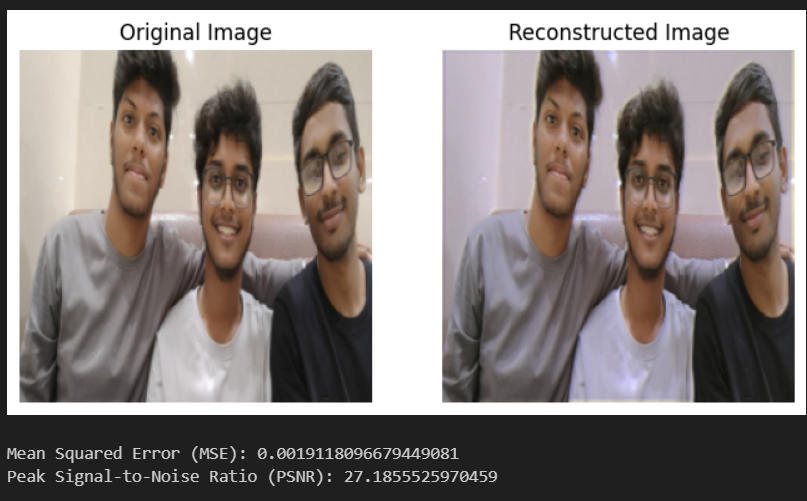 Original Image
Reconstructed Image
Mean Squared Error (MSE): 0.0019118096679449081
Peak Signal-to-Noise Ratio (PSNR): 27.1855525970459